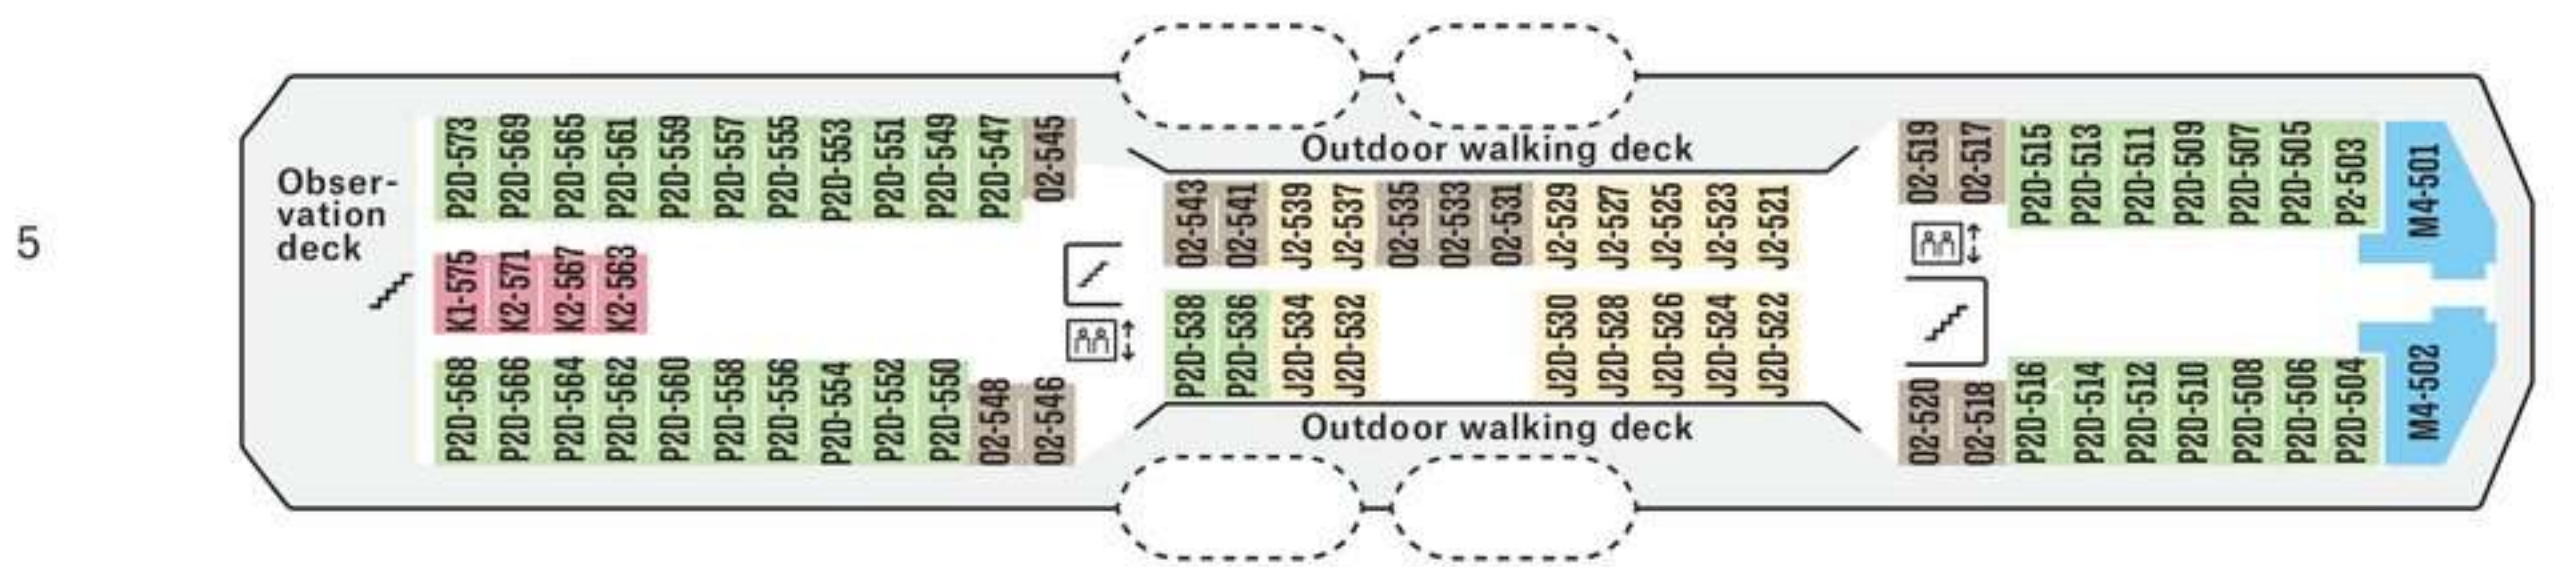 5
Obser-
vation
deck
P2D-573 P2D-569 P2D-565 P2D-561 P2D-559 P2D-557 P2D-555 P2D-553 P2D-551 P2D-549 P2D-547 O2-545
K1-575 K2-571 K2-567 K2-563
P2D-568 P2D-566 P2D-564 P2D-562 P2D-560 P2D-558 P2D-556 P2D-554 P2D-552 P2D-550 O2-548 O2-546
Outdoor walking deck
O2-543 O2-541 J2-539 J2-537 O2-535 O2-533 O2-531 J2-529 J2-527 J2-525 J2-523 J2-521
P2D-538 P2D-536 J2D-534 J2D-532 J2D-530 J2D-528 J2D-526 J2D-524 J2D-522
Outdoor walking deck
O2-519 O2-517 P2D-515 P2D-513 P2D-511 P2D-509 P2D-507 P2D-505 P2-503 M4-501
O2-520 O2-518 P2D-516 P2D-514 P2D-512 P2D-510 P2D-508 P2D-506 P2D-504 M4-502